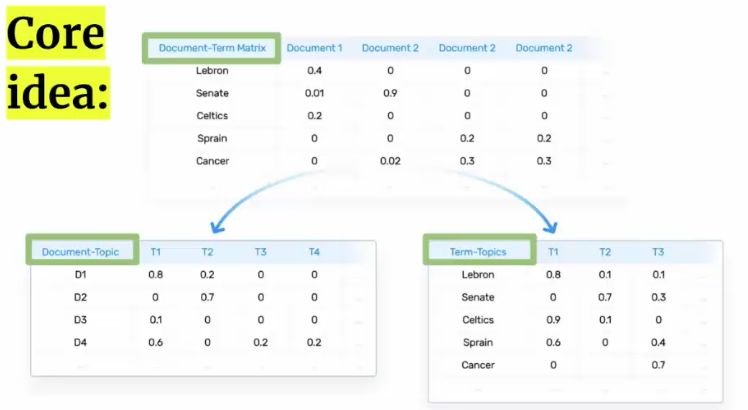 Core
idea:
Document-Term Matrix Document 1 Document 2 Document 2 Document 2
Lebron 0.4 0 0 0
Senate 0.01 0.9 0 0
Celtics 0.2 0 0 0
Sprain 0 0 0.2 0.2
Cancer 0 0.02 0.3 0.3
Document-Topic T1 T2 T3 T4
D1 0.8 0.2 0 0
D2 0 0.7 0 0
D3 0.1 0 0 0
D4 0.6 0 0.2 0.2
Term-Topics T1 T2 T3
Lebron 0.8 0.1 0.1
Senate 0 0.7 0.3
Celtics 0.9 0.1 0
Sprain 0.6 0 0.4
Cancer 0 0.7